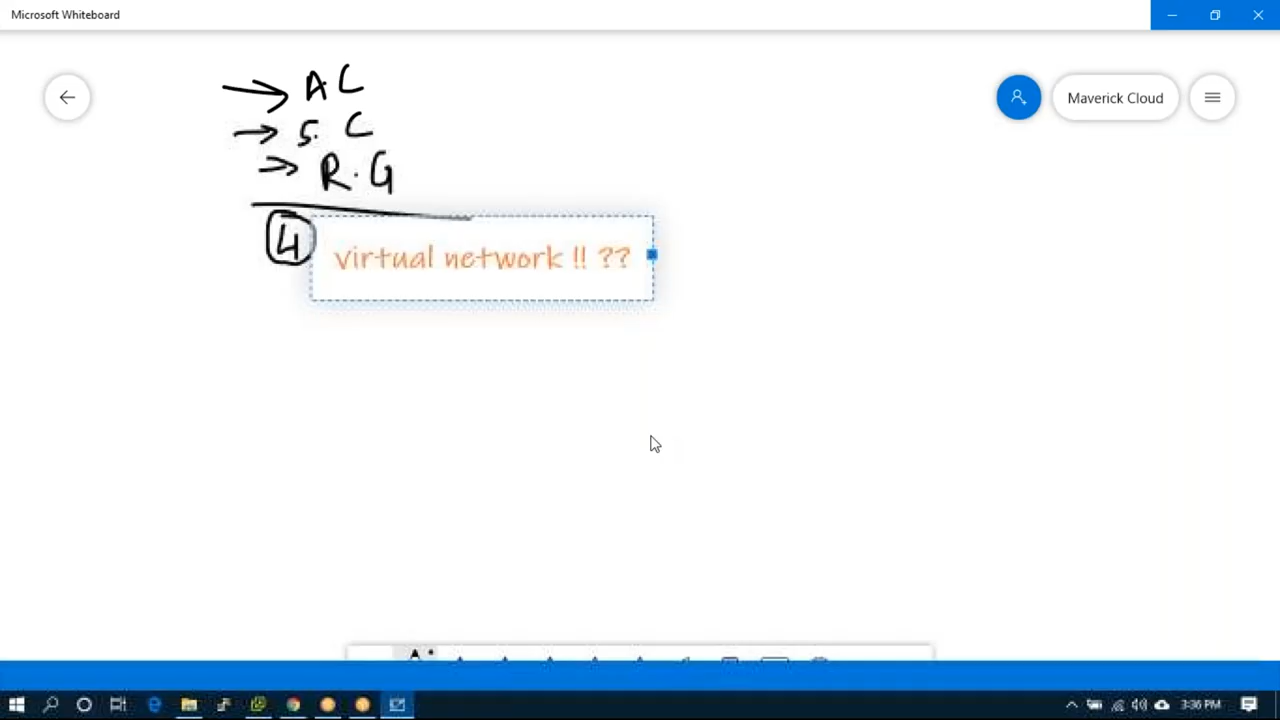 Microsoft Whiteboard
A.C
S.C
R.G
Maverick Cloud
4
virtual network !! ??
3:36 PM